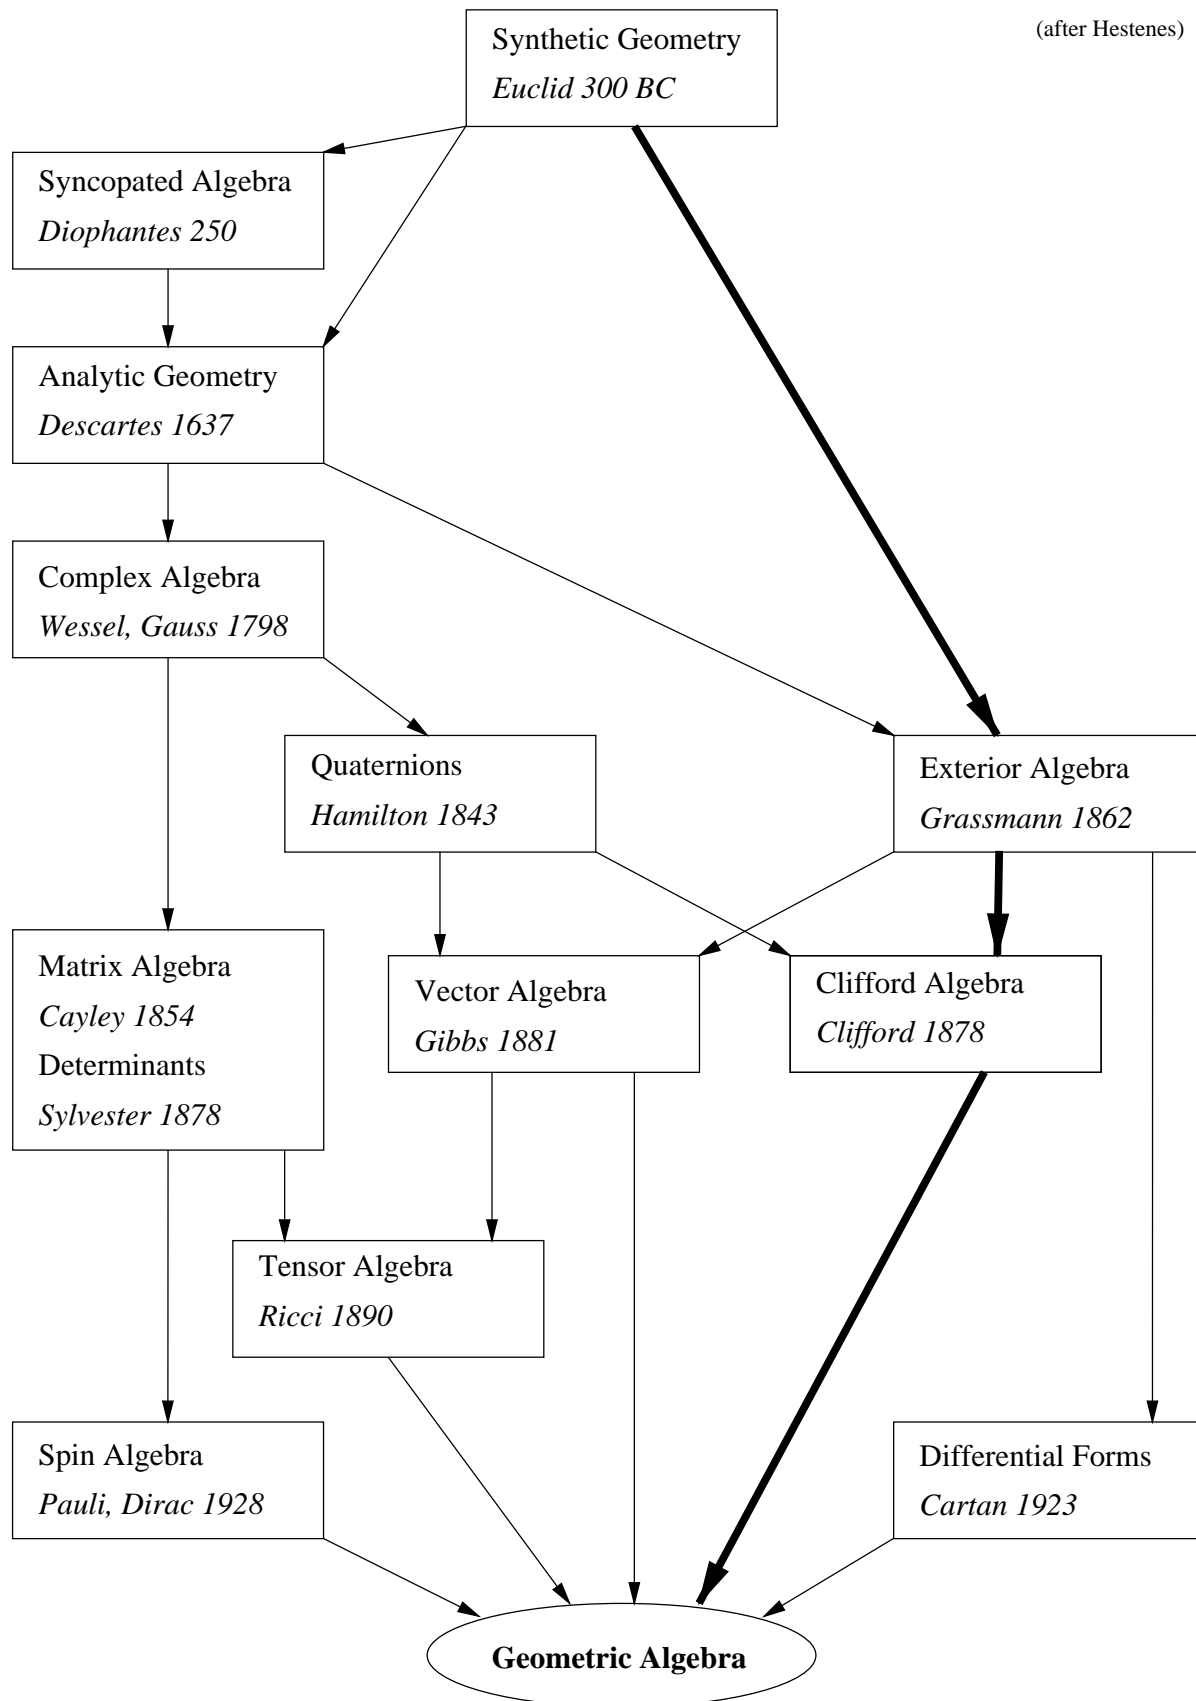 Synthetic Geometry
Euclid 300 BC
(after Hestenes)
Syncopated Algebra
Diophantes 250
Analytic Geometry
Descartes 1637
Complex Algebra
Wessel, Gauss 1798
Quaternions
Hamilton 1843
Exterior Algebra
Grassmann 1862
Matrix Algebra
Cayley 1854
Determinants
Sylvester 1878
Vector Algebra
Gibbs 1881
Clifford Algebra
Clifford 1878
Tensor Algebra
Ricci 1890
Spin Algebra
Pauli, Dirac 1928
Differential Forms
Cartan 1923
Geometric Algebra